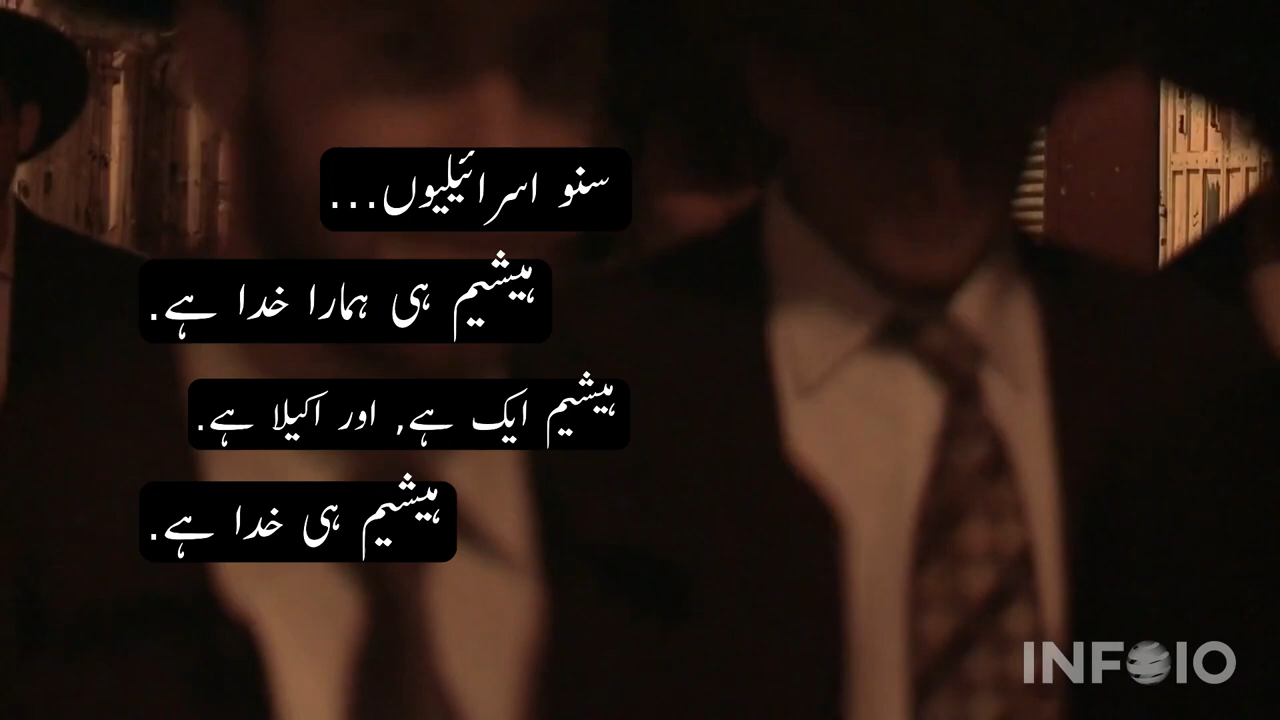 سنو اسرائیلیوں...
ہیشیم ہی ہمارا خدا ہے.
ہیشیم ایک ہے, اور اکیلا ہے.
ہیشیم ہی خدا ہے.
INFOIO